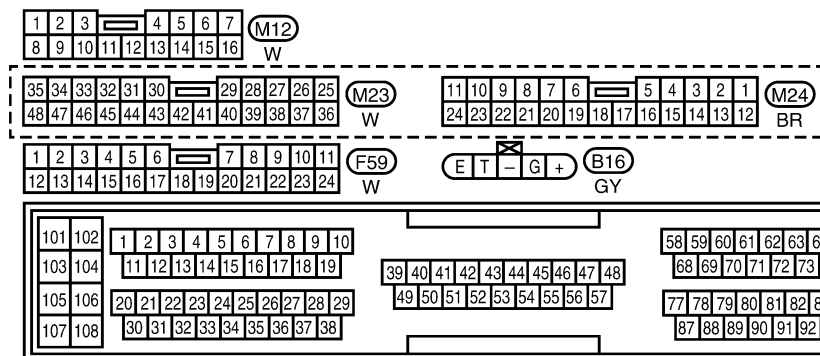 1 2 3 4 5 6 7
8 9 10 11 12 13 14 15 16
M12
W
35 34 33 32 31 30 29 28 27 26 25
48 47 46 45 44 43 42 41 40 39 38 37 36
M23
W
11 10 9 8 7 6 5 4 3 2 1
24 23 22 21 20 19 18 17 16 15 14 13 12
M24
BR
1 2 3 4 5 6 7 8 9 10 11
12 13 14 15 16 17 18 19 20 21 22 23 24
F59
W
E T – G +
B16
GY
101 102
103 104
105 106
107 108
1 2 3 4 5 6 7 8 9 10
11 12 13 14 15 16 17 18 19
20 21 22 23 24 25 26 27 28 29
30 31 32 33 34 35 36 37 38
39 40 41 42 43 44 45 46 47 48
49 50 51 52 53 54 55 56 57
58 59 60 61 62 63
68 69 70 71 72 73
77 78 79 80 81 82
87 88 89 90 91 92